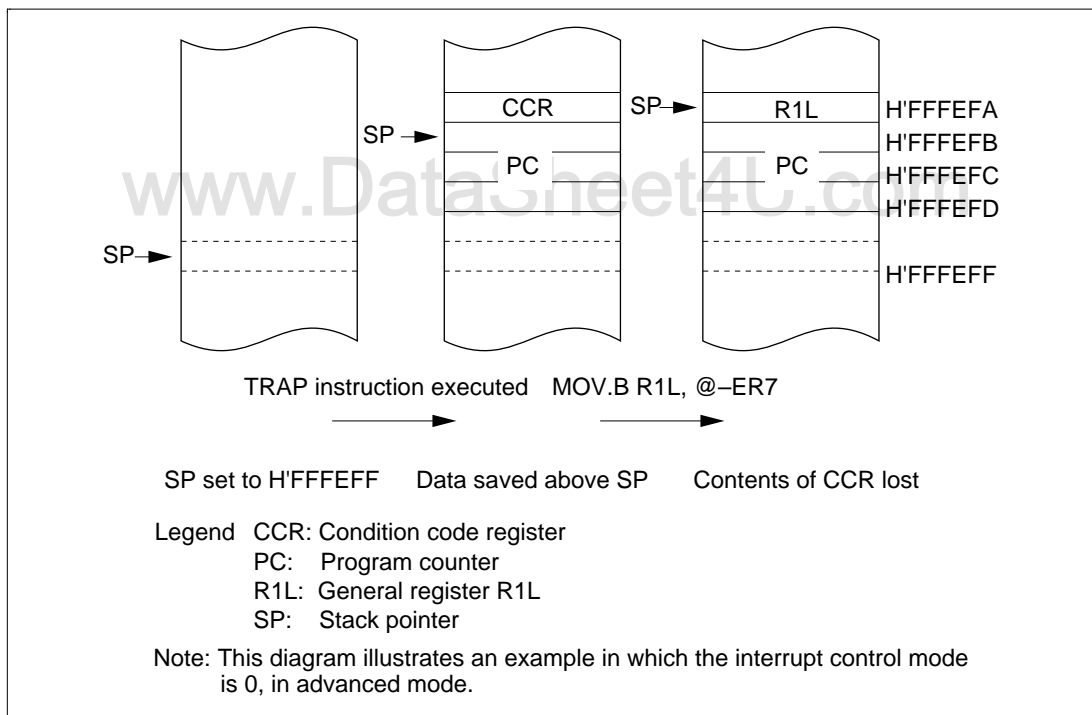 CCR
SP
R1L
H'FFFEFA
SP
H'FFFEFB
PC
PC
H'FFFEFC
www.DataSheet4U.com
H'FFFEFD
SP
H'FFFEFF
TRAP instruction executed
MOV.B R1L, @–ER7
SP set to H'FFFEFF
Data saved above SP
Contents of CCR lost
Legend CCR: Condition code register
PC: Program counter
R1L: General register R1L
SP: Stack pointer
Note: This diagram illustrates an example in which the interrupt control mode
is 0, in advanced mode.